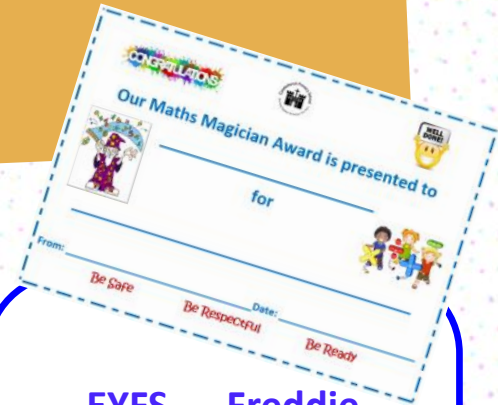 CONGRATULATIONS
WELL
DONE!
Our Maths Magician Award is presented to
for
From:
Date:
Be Safe
Be Respectful
Be Ready
EYFS Freddie